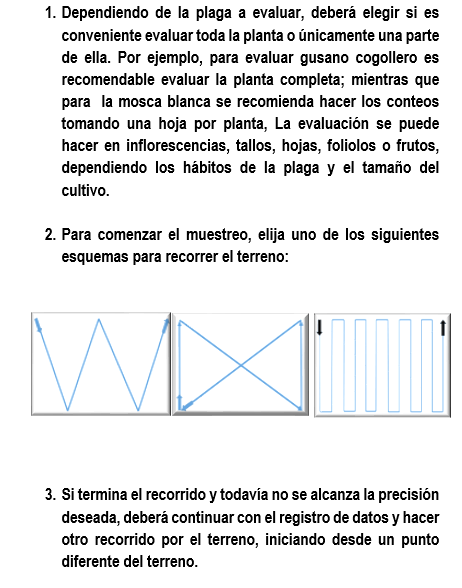 1. Dependiendo de la plaga a evaluar, deberá elegir si es
conveniente evaluar toda la planta o únicamente una parte
de ella. Por ejemplo, para evaluar gusano cogollero es
recomendable evaluar la planta completa; mientras que
para la mosca blanca se recomienda hacer los conteos
tomando una hoja por planta, La evaluación se puede
hacer en inflorescencias, tallos, hojas, foliolos o frutos,
dependiendo los hábitos de la plaga y el tamaño del
cultivo.
2. Para comenzar el muestreo, elija uno de los siguientes
esquemas para recorrer el terreno:
3. Si termina el recorrido y todavía no se alcanza la precisión
deseada, deberá continuar con el registro de datos y hacer
otro recorrido por el terreno, iniciando desde un punto
diferente del terreno.